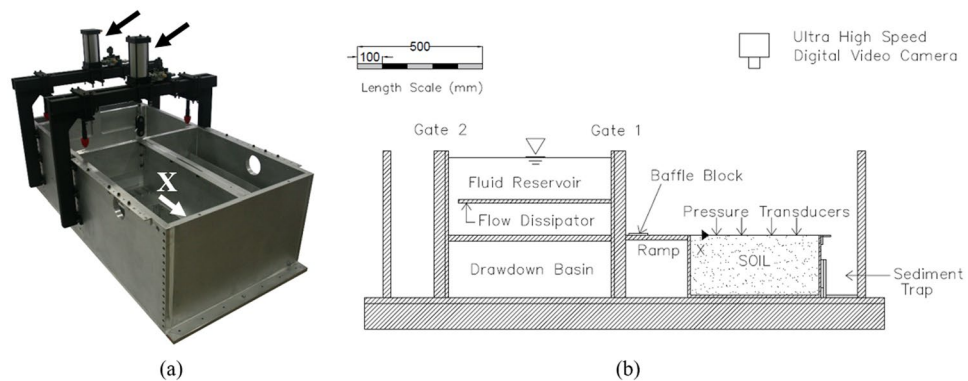 X
500
100
Length Scale (mm)
Ultra High Speed
Digital Video Camera
Gate 2
Gate 1
Fluid Reservoir
Baffle Block
Flow Dissipator
Pressure Transducers
Ramp
X
SOIL
Drawdown Basin
Sediment
Trap
(a)
(b)